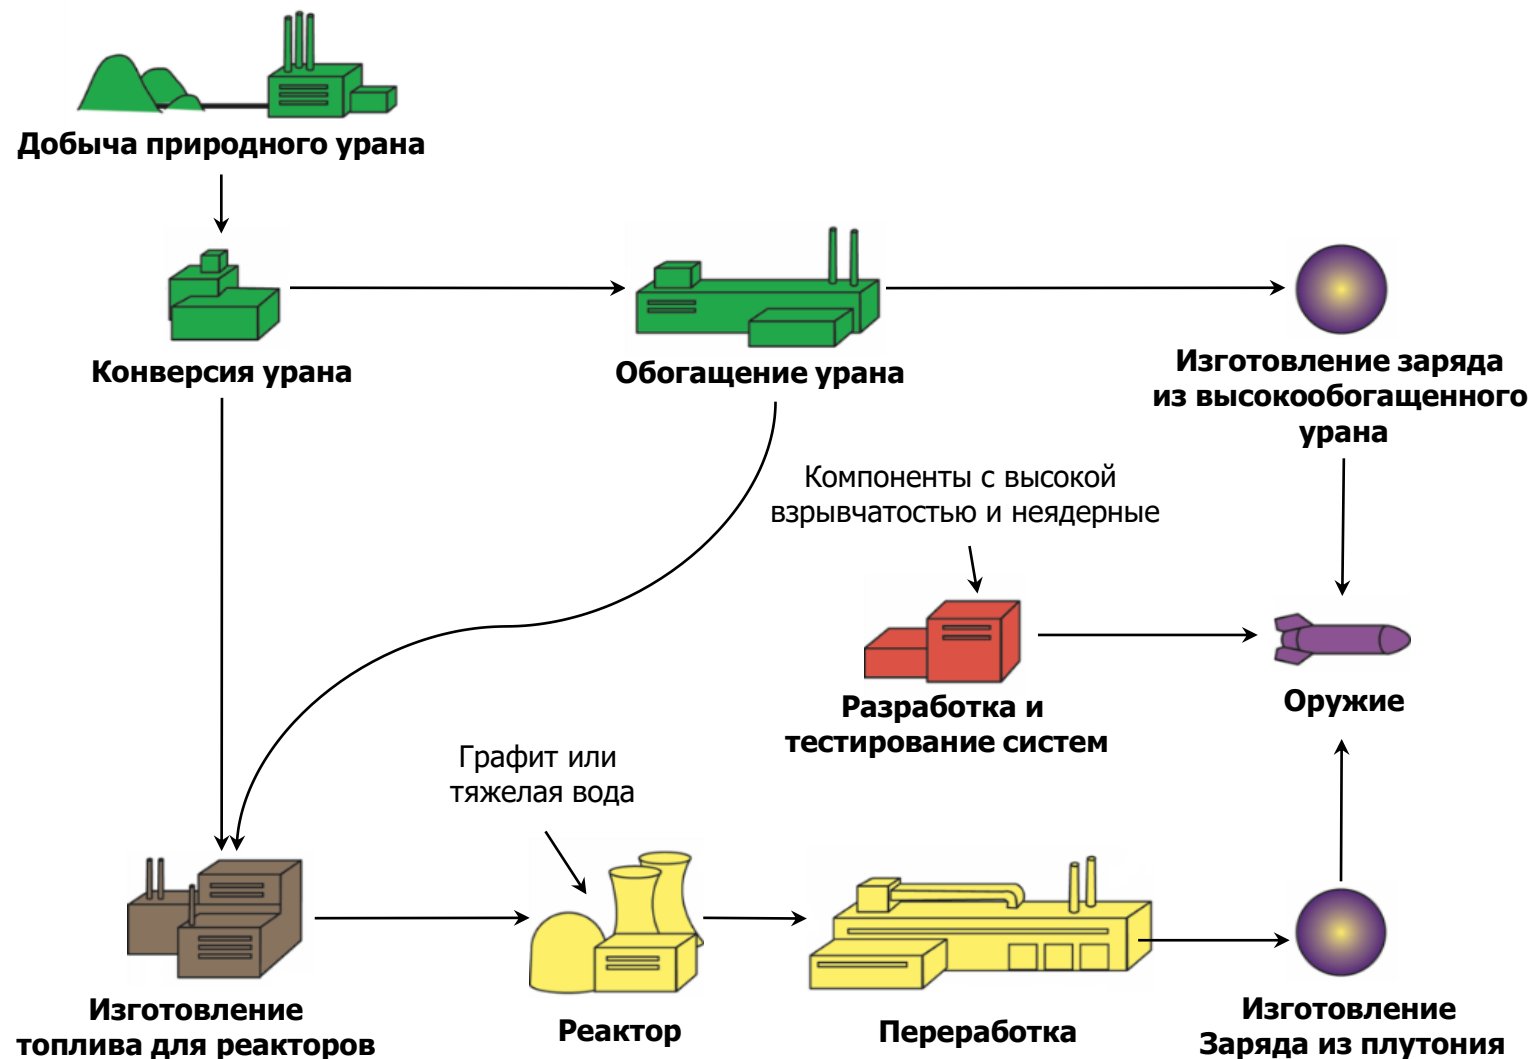 Добыча природного урана
Конверсия урана
Обогащение урана
Изготовление заряда
из высокообогащенного
урана
Компоненты с высокой
взрывчатостью и неядерные
Разработка и
тестирование систем
Оружие
Графит или
тяжелая вода
Изготовление
топлива для реакторов
Реактор
Переработка
Изготовление
Заряда из плутония